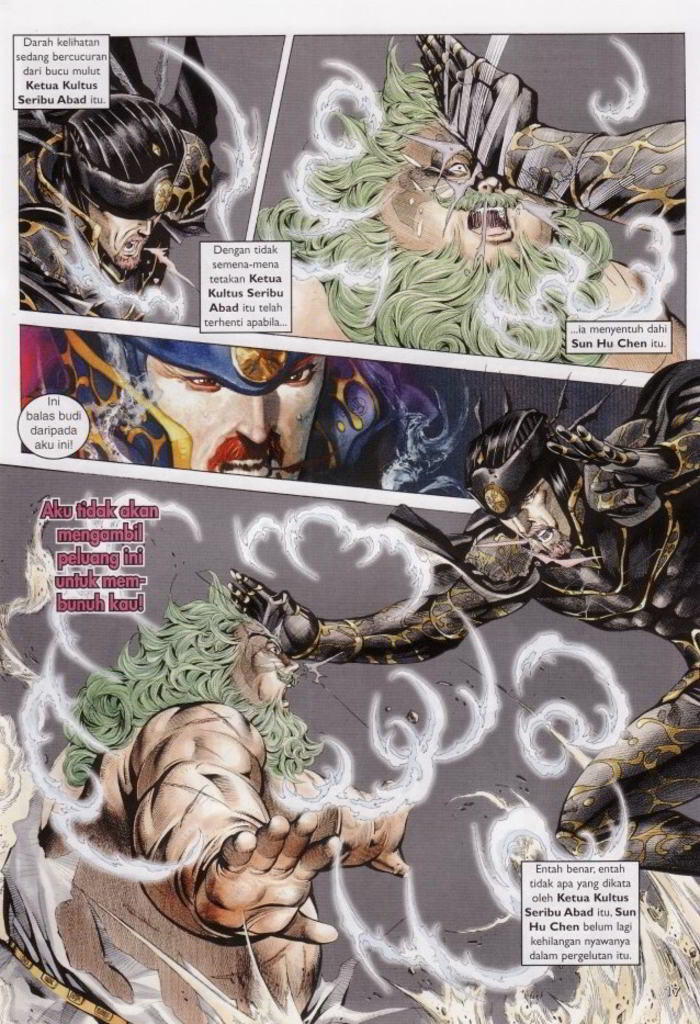 Darah kelihatan
sedang bercucuran
dari bucu mulut
Ketua Kultus
Seribu Abad itu.
Dengan tidak
semena-mena
tetakan Ketua
Kultus Seribu
Abad itu telah
terhenti apabila...
...ia menyentuh dahi
Sun Hu Chen itu.
Ini
balas budi
daripada
aku ini!
Aku tidak akan
mengambil
peluang ini
untuk mem-
bunuh kau!
Entah benar, entah
tidak apa yang dikata
oleh Ketua Kultus
Seribu Abad itu, Sun
Hu Chen belum lagi
kehilangan nyawanya
dalam pergelutan itu.